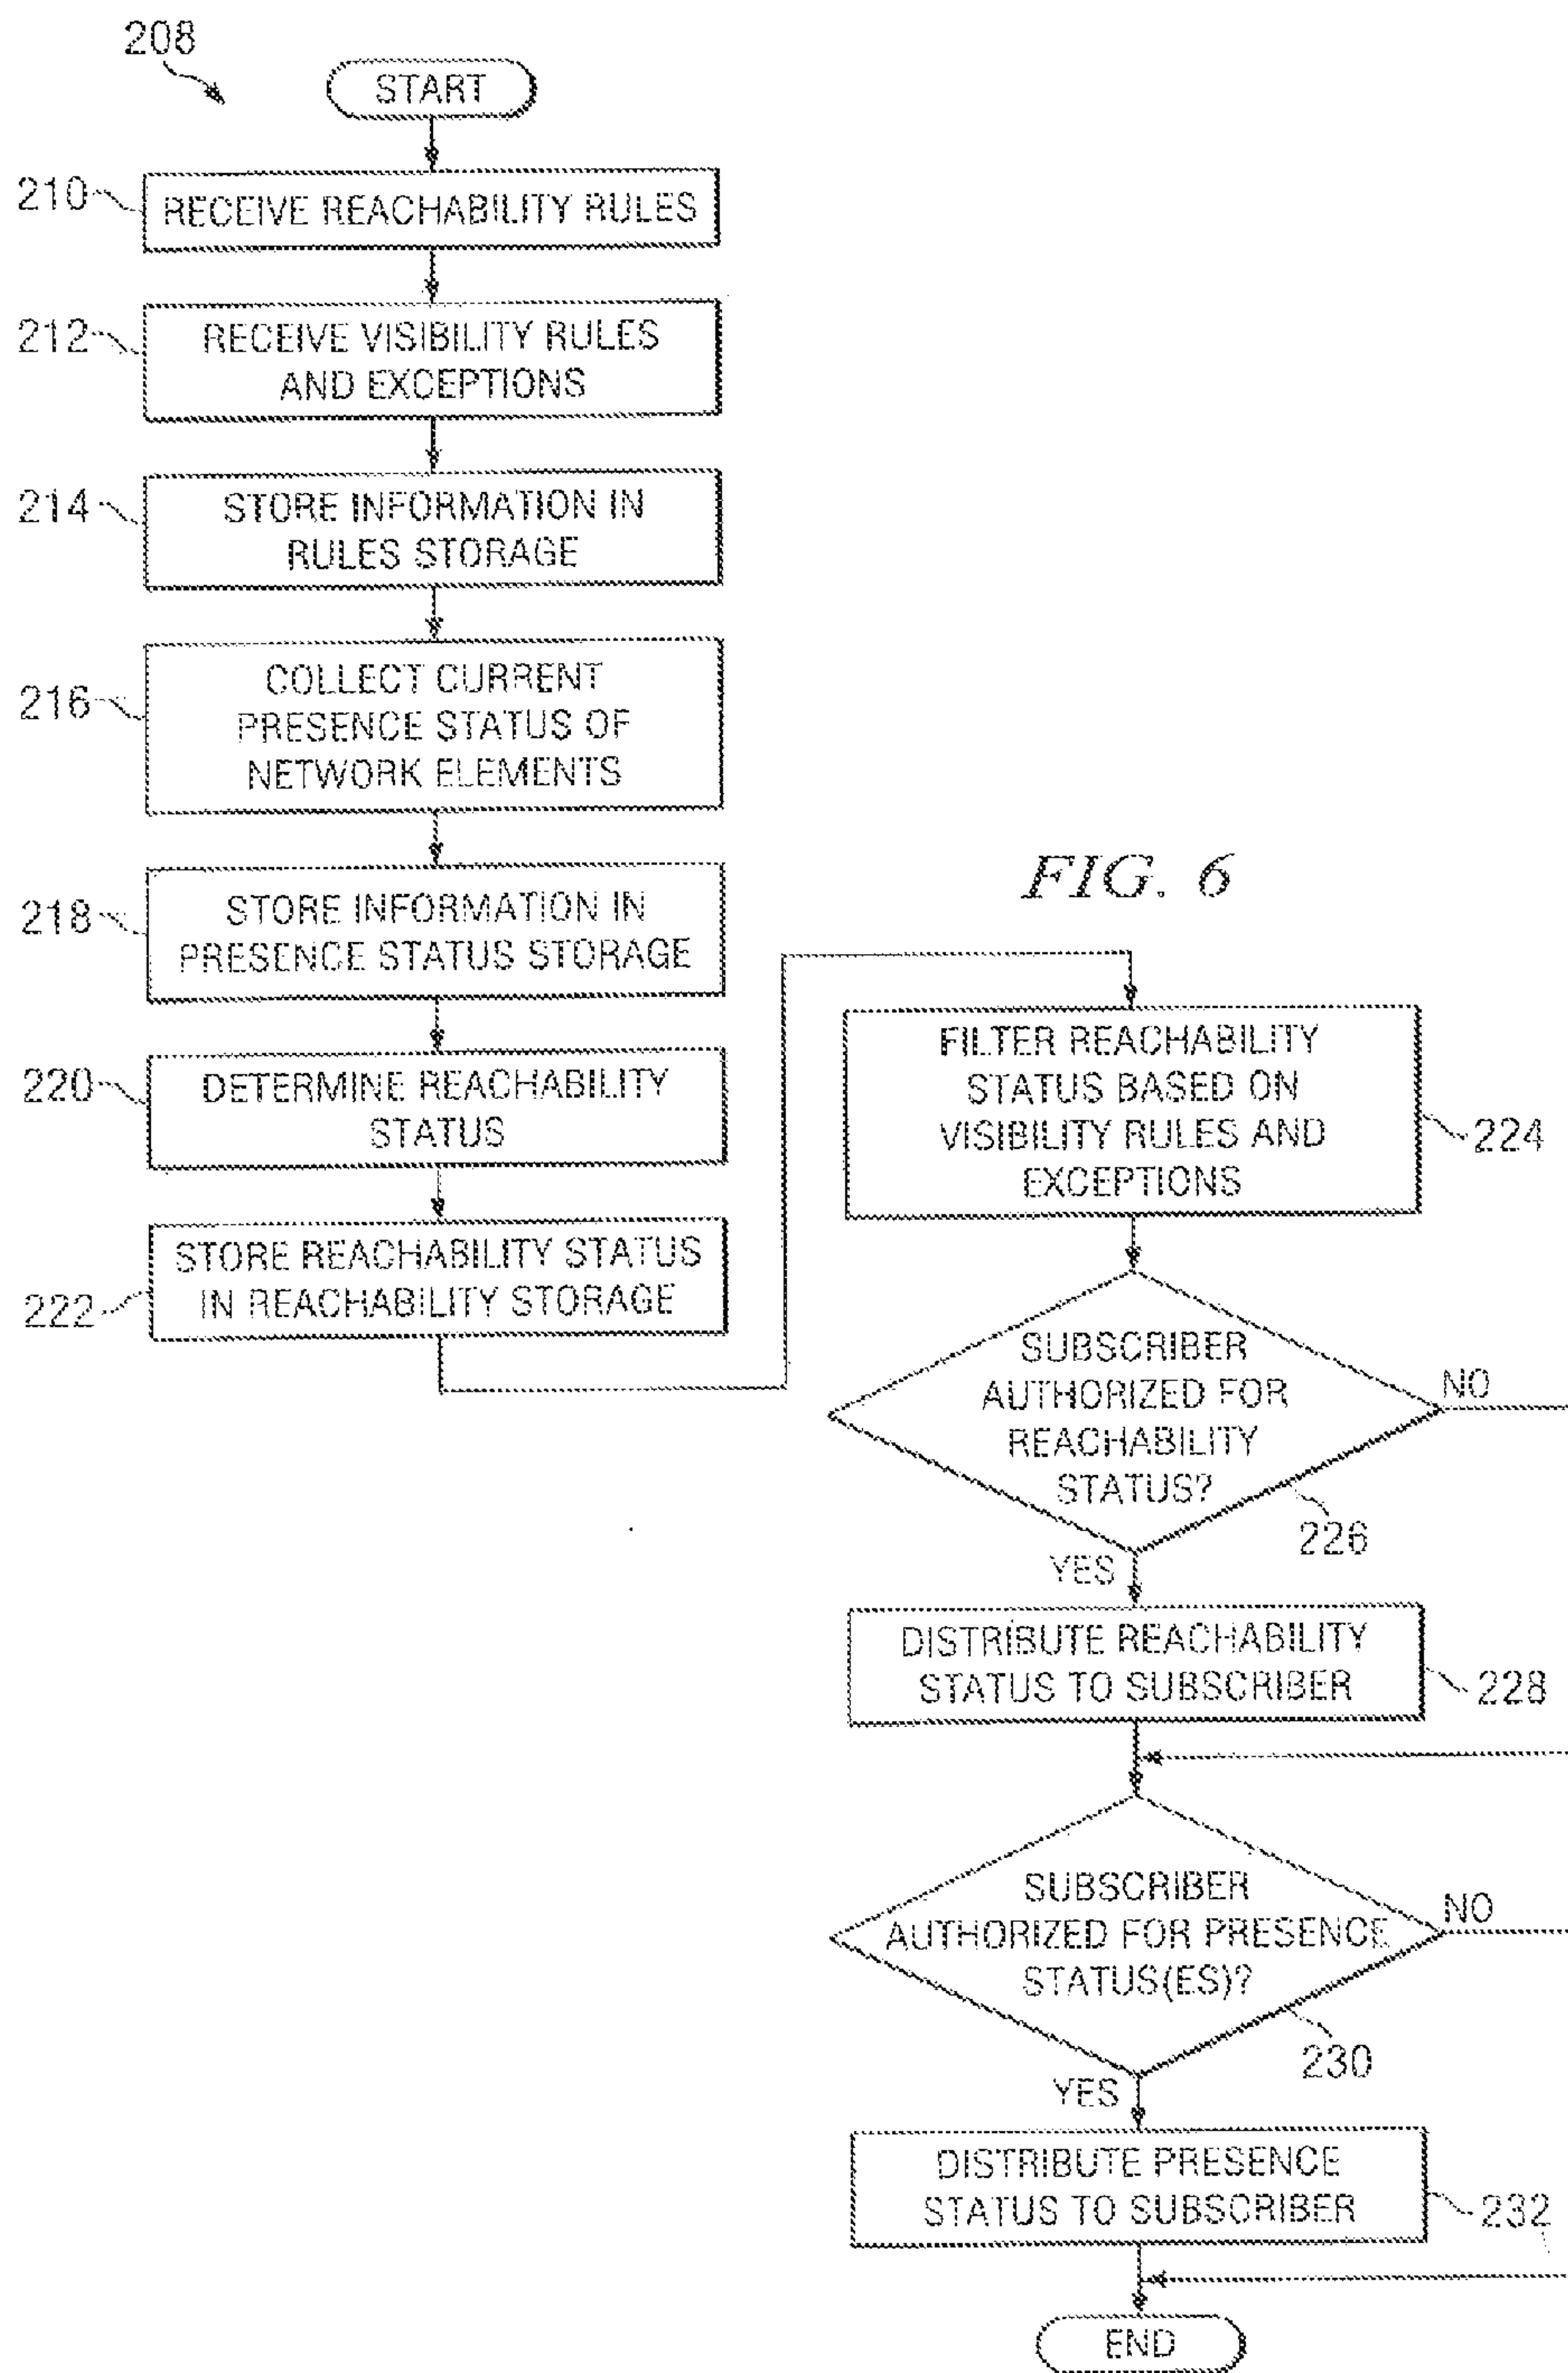 208
START
210
RECEIVE REACHABILITY RULES
212
RECEIVE VISIBILITY RULES
AND EXCEPTIONS
214
STORE INFORMATION IN
RULES STORAGE
216
COLLECT CURRENT
PRESENCE STATUS OF
NETWORK ELEMENTS
218
STORE INFORMATION IN
PRESENCE STATUS STORAGE
220
DETERMINE REACHABILITY
STATUS
222
STORE REACHABILITY STATUS
IN REACHABILITY STORAGE
FIG. 6
FILTER REACHABILITY
STATUS BASED ON
VISIBILITY RULES AND
EXCEPTIONS
224
SUBSCRIBER
AUTHORIZED FOR
REACHABILITY
STATUS?
NO
226
YES
DISTRIBUTE REACHABILITY
STATUS TO SUBSCRIBER
228
SUBSCRIBER
AUTHORIZED FOR PRESENCE
STATUS(ES)?
NO
230
YES
DISTRIBUTE PRESENCE
STATUS TO SUBSCRIBER
232
END